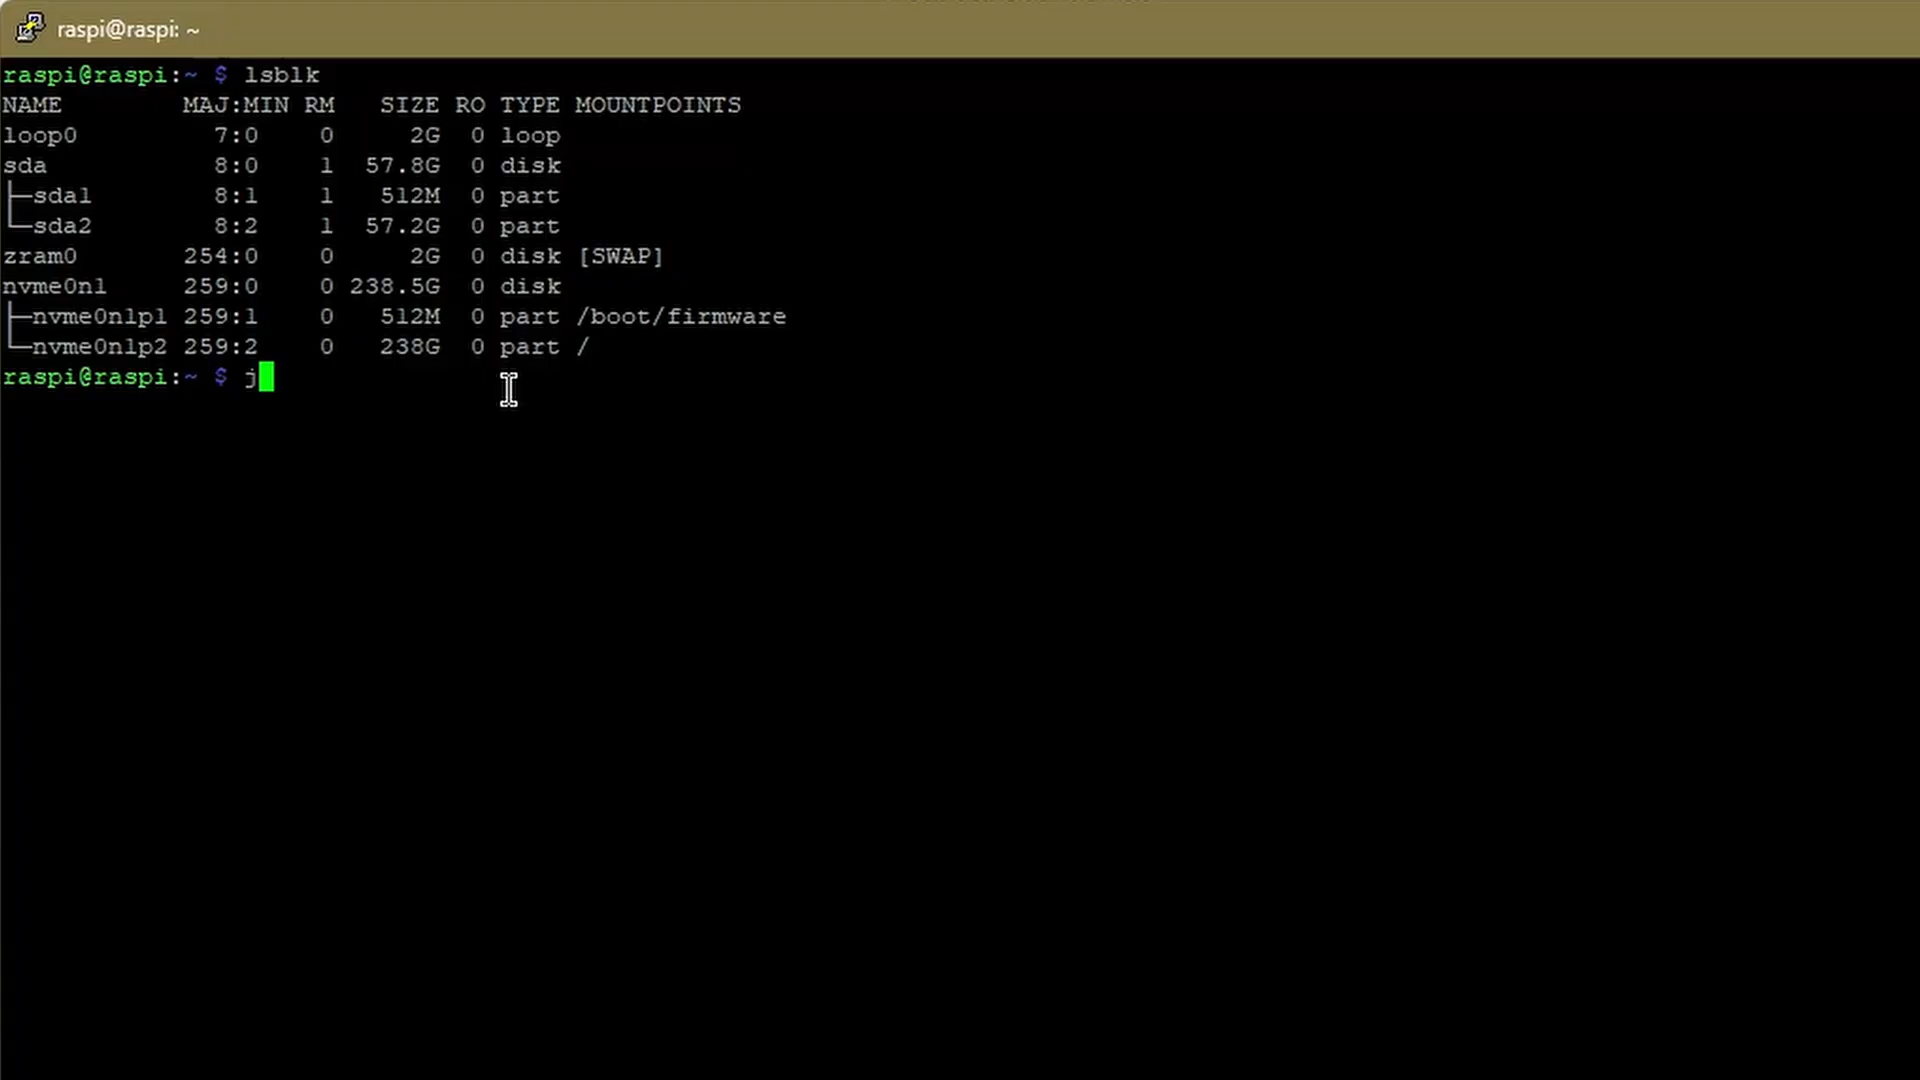 raspi@raspi: ~
raspi@raspi:~ $ lsblk
NAME        MAJ:MIN RM   SIZE RO TYPE MOUNTPOINTS
loop0         7:0    0     2G  0 loop
sda           8:0    1  57.8G  0 disk
├─sda1        8:1    1   512M  0 part
└─sda2        8:2    1  57.2G  0 part
zram0       254:0    0     2G  0 disk [SWAP]
nvme0n1     259:0    0 238.5G  0 disk
├─nvme0n1p1 259:1    0   512M  0 part /boot/firmware
└─nvme0n1p2 259:2    0   238G  0 part /
raspi@raspi:~ $ j